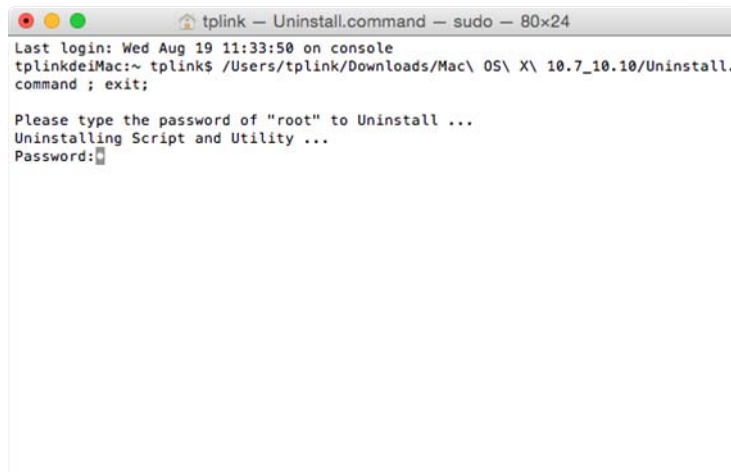 tplink — Uninstall.command — sudo — 80×24
Last login: Wed Aug 19 11:33:50 on console
tplinkdeiMac:~ tplink$ /Users/tplink/Downloads/Mac\ OS\ X\ 10.7_10.10/Uninstall.
command ; exit;
Please type the password of "root" to Uninstall ...
Uninstalling Script and Utility ...
Password: